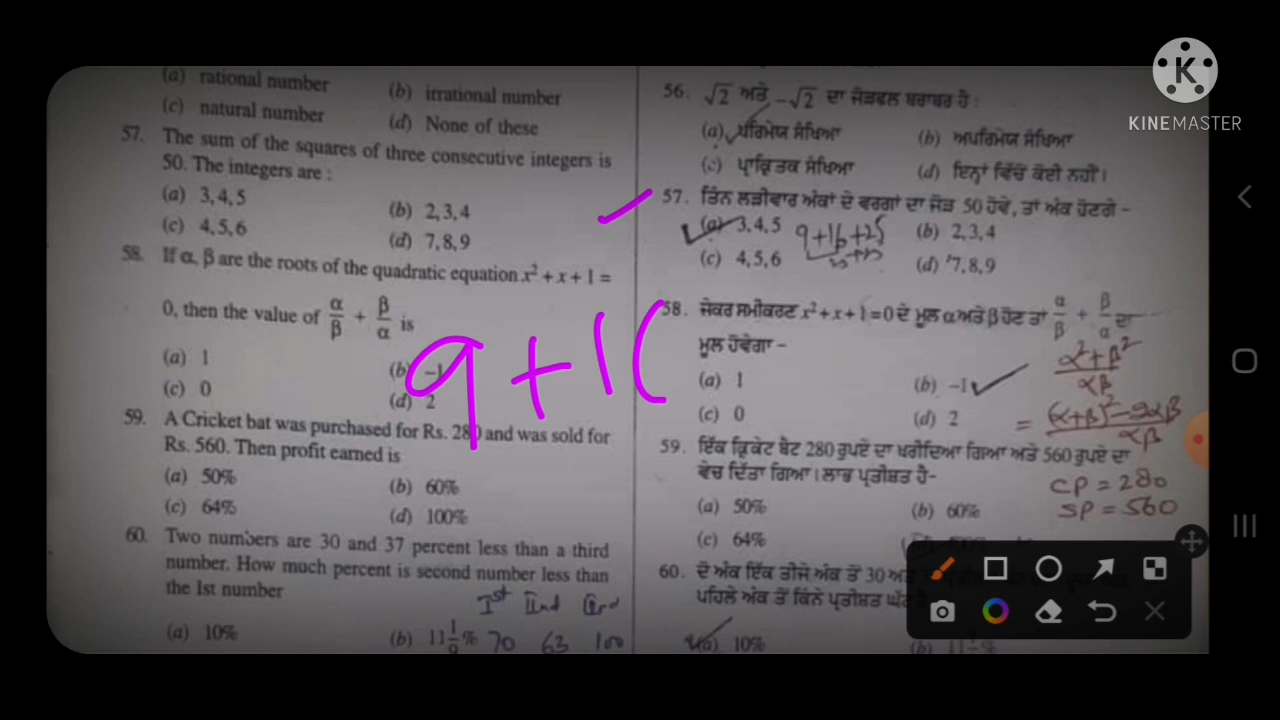 (a) rational number
(b) irrational number
(c) natural number
(d) None of these
57. The sum of the squares of three consecutive integers is
50. The integers are :
(a) 3,4,5
(b) 2,3,4
(c) 4,5,6
(d) 7,8,9
58. If α, β are the roots of the quadratic equation x² + x + 1 =
0, then the value of α/β + β/α is
(a) 1
(b) -1
(c) 0
(d) 2
59. A Cricket bat was purchased for Rs. 280 and was sold for
Rs. 560. Then profit earned is
(a) 50%
(b) 60%
(c) 64%
(d) 100%
60. Two numbers are 30 and 37 percent less than a third
number. How much percent is second number less than
the Ist number
Ist IInd
(a) 10%
(b) 11 1/9 %
70 63 100
9 + 1
56. √2 ਅਤੇ -√2 ਦਾ ਜੋੜਫਲ ਬਰਾਬਰ ਹੈ :
(a) ਪਰਿਮੇਯ ਸੰਖਿਆ
(b) ਅਪਰਿਮੇਯ ਸੰਖਿਆ
(c) ਪ੍ਰਾਕ੍ਰਿਤਕ ਸੰਖਿਆ
(d) ਇਨ੍ਹਾਂ ਵਿੱਚੋਂ ਕੋਈ ਨਹੀਂ।
57. ਤਿੰਨ ਲੜੀਵਾਰ ਅੰਕਾਂ ਦੇ ਵਰਗਾਂ ਦਾ ਜੋੜ 50 ਹੋਵੇ, ਤਾਂ ਅੰਕ ਹੋਣਗੇ -
(a) 3,4,5
9+16+25
(b) 2,3,4
(c) 4,5,6
(d) 7,8,9
58. ਜੇਕਰ ਸਮੀਕਰਣ x² + x + 1 = 0 ਦੇ ਮੂਲ α ਅਤੇ β ਹੋਣ ਤਾਂ α/β + β/α ਦਾ
ਮੂਲ ਹੋਵੇਗਾ -
α²+β²/αβ
(a) 1
(b) -1
(c) 0
(d) 2
= (α+β)²-2αβ/αβ
59. ਇੱਕ ਕ੍ਰਿਕੇਟ ਬੈਟ 280 ਰੁਪਏ ਦਾ ਖਰੀਦਿਆ ਗਿਆ ਅਤੇ 560 ਰੁਪਏ ਦਾ
ਵੇਚ ਦਿੱਤਾ ਗਿਆ। ਲਾਭ ਪ੍ਰਤੀਸ਼ਤ ਹੈ-
CP = 280
SP = 560
(a) 50%
(b) 60%
(c) 64%
60. ਦੋ ਅੰਕ ਇੱਕ ਤੀਜੇ ਅੰਕ ਤੋਂ 30 ਅਤੇ
ਪਹਿਲੇ ਅੰਕ ਤੋਂ ਕਿੰਨੇ ਪ੍ਰਤੀਸ਼ਤ
(a) 10%
K
KINEMASTER